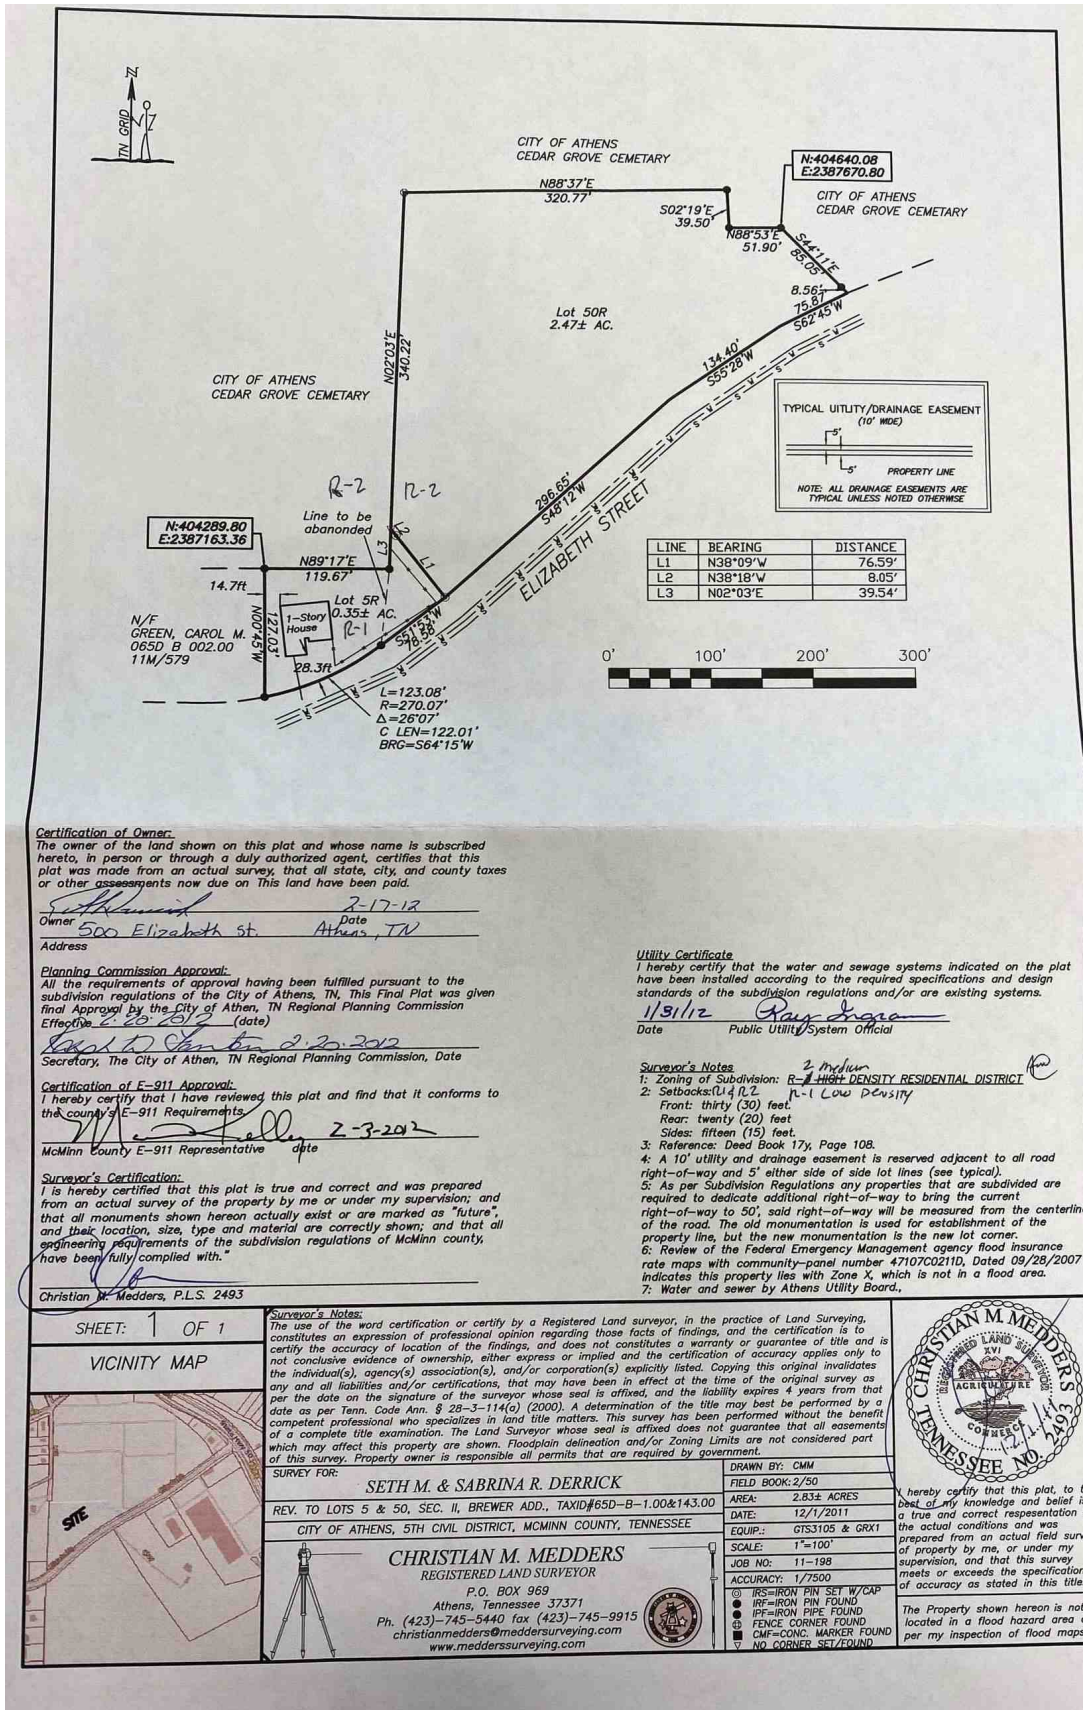 TN GRID
N
CITY OF ATHENS
CEDAR GROVE CEMETARY
N:404640.08
E:2387670.80
N88°37'E
320.77'
CITY OF ATHENS
CEDAR GROVE CEMETARY
S02°19'E
39.50'
N88°53'E
51.90'
S44°11'E
85.05'
8.56'
75.87'
S62°45'W
Lot 50R
2.47± AC.
N02°03'E
340.22'
134.40'
S55°28'W
CITY OF ATHENS
CEDAR GROVE CEMETARY
TYPICAL UITLITY/DRAINAGE EASEMENT
(10' WIDE)
5'
5'
PROPERTY LINE
NOTE: ALL DRAINAGE EASEMENTS ARE
TYPICAL UNLESS NOTED OTHERWISE
R-2 R-2
296.65'
S48°12'W
ELIZABETH STREET
Line to be
abanonded
N:404289.80
E:2387163.36
L2
L3
L1
N89°17'E
119.67'
LINE BEARING DISTANCE
L1 N38°09'W 76.59'
L2 N38°18'W 8.05'
L3 N02°03'E 39.54'
14.7ft
Lot 5R
0.35± AC.
R-1
1-Story
House
N00°45'W
127.03'
N/F
GREEN, CAROL M.
065D B 002.00
11M/579
S51°53'W
78.58'
28.3ft
0' 100' 200' 300'
L=123.08'
R=270.07'
Δ=26°07'
C LEN=122.01'
BRG=S64°15'W
Certification of Owner:
The owner of the land shown on this plat and whose name is subscribed
hereto, in person or through a duly authorized agent, certifies that this
plat was made from an actual survey, that all state, city, and county taxes
or other assessments now due on This land have been paid.
2-17-12
Owner Date
500 Elizabeth St. Athens, TN
Address
Planning Commission Approval:
All the requirements of approval having been fulfilled pursuant to the
subdivision regulations of the City of Athens, TN, This Final Plat was given
final Approval by the City of Athen, TN Regional Planning Commission
Effective 2-20-2012 (date)
2-20-2012
Secretary, The City of Athen, TN Regional Planning Commission, Date
Certification of E-911 Approval:
I hereby certify that I have reviewed this plat and find that it conforms to
the county's E-911 Requirements.
Kelley 2-3-2012
McMinn County E-911 Representative date
Surveyor's Certification:
I is hereby certified that this plat is true and correct and was prepared
from an actual survey of the property by me or under my supervision; and
that all monuments shown hereon actually exist or are marked as "future",
and their location, size, type and material are correctly shown; and that all
engineering requirements of the subdivision regulations of McMinn county,
have been fully complied with."
Christian M. Medders, P.L.S. 2493
Utility Certificate
I hereby certify that the water and sewage systems indicated on the plat
have been installed according to the required specifications and design
standards of the subdivision regulations and/or are existing systems.
1/31/12 Ray Ingram
Date Public Utility System Official
Surveyor's Notes
2 medium
1: Zoning of Subdivision: R-1 HIGH DENSITY RESIDENTIAL DISTRICT
2: Setbacks: R1 & R2 R-1 Low Density
Front: thirty (30) feet.
Rear: twenty (20) feet
Sides: fifteen (15) feet.
3: Reference: Deed Book 17y, Page 108.
4: A 10' utility and drainage easement is reserved adjacent to all road
right-of-way and 5' either side of side lot lines (see typical).
5: As per Subdivision Regulations any properties that are subdivided are
required to dedicate additional right-of-way to bring the current
right-of-way to 50', said right-of-way will be measured from the centerline
of the road. The old monumentation is used for establishment of the
property line, but the new monumentation is the new lot corner.
6: Review of the Federal Emergency Management agency flood insurance
rate maps with community-panel number 47107C0211D, Dated 09/28/2007
indicates this property lies with Zone X, which is not in a flood area.
7: Water and sewer by Athens Utility Board.,
SHEET: 1 OF 1
VICINITY MAP
SITE
Surveyor's Notes:
The use of the word certification or certify by a Registered Land surveyor, in the practice of Land Surveying,
constitutes an expression of professional opinion regarding those facts of findings, and the certification is to
certify the accuracy of location of the findings, and does not constitutes a warranty or guarantee of title and is
not conclusive evidence of ownership, either express or implied and the certification of accuracy applies only to
the individual(s), agency(s) association(s), and/or corporation(s) explicitly listed. Copying this original invalidates
any and all liabilities and/or certifications, that may have been in effect at the time of the original survey as
per the date on the signature of the surveyor whose seal is affixed, and the liability expires 4 years from that
date as per Tenn. Code Ann. § 28-3-114(a) (2000). A determination of the title may best be performed by a
competent professional who specializes in land title matters. This survey has been performed without the benefit
of a complete title examination. The Land Surveyor whose seal is affixed does not guarantee that all easements
which may affect this property are shown. Floodplain delineation and/or Zoning Limits are not considered part
of this survey. Property owner is responsible all permits that are required by government.
SURVEY FOR:
SETH M. & SABRINA R. DERRICK
REV. TO LOTS 5 & 50, SEC. II, BREWER ADD., TAXID#65D-B-1.00&143.00
CITY OF ATHENS, 5TH CIVIL DISTRICT, MCMINN COUNTY, TENNESSEE
CHRISTIAN M. MEDDERS
REGISTERED LAND SURVEYOR
P.O. BOX 969
Athens, Tennessee 37371
Ph. (423)-745-5440 fax (423)-745-9915
christianmedders@medderssurveying.com
www.medderssurveying.com
DRAWN BY: CMM
FIELD BOOK: 2/50
AREA: 2.83± ACRES
DATE: 12/1/2011
EQUIP.: GTS3105 & GRX1
SCALE: 1"=100'
JOB NO: 11-198
ACCURACY: 1/7500
IRS=IRON PIN SET W/CAP
IRF=IRON PIN FOUND
IPF=IRON PIPE FOUND
FENCE CORNER FOUND
CMF=CONC. MARKER FOUND
NO CORNER SET/FOUND
CHRISTIAN M. MEDDERS
REGISTERED LAND SURVEYOR
XVI
AGRICULTURE
COMMERCE
TENNESSEE NO. 2493
I hereby certify that this plat, to t
best of my knowledge and belief is
a true and correct respesentation
the actual conditions and was
prepared from an actual field surv
of property by me, or under my
supervision, and that this survey
meets or exceeds the specification
of accuracy as stated in this title
The Property shown hereon is not
located in a flood hazard area
per my inspection of flood maps